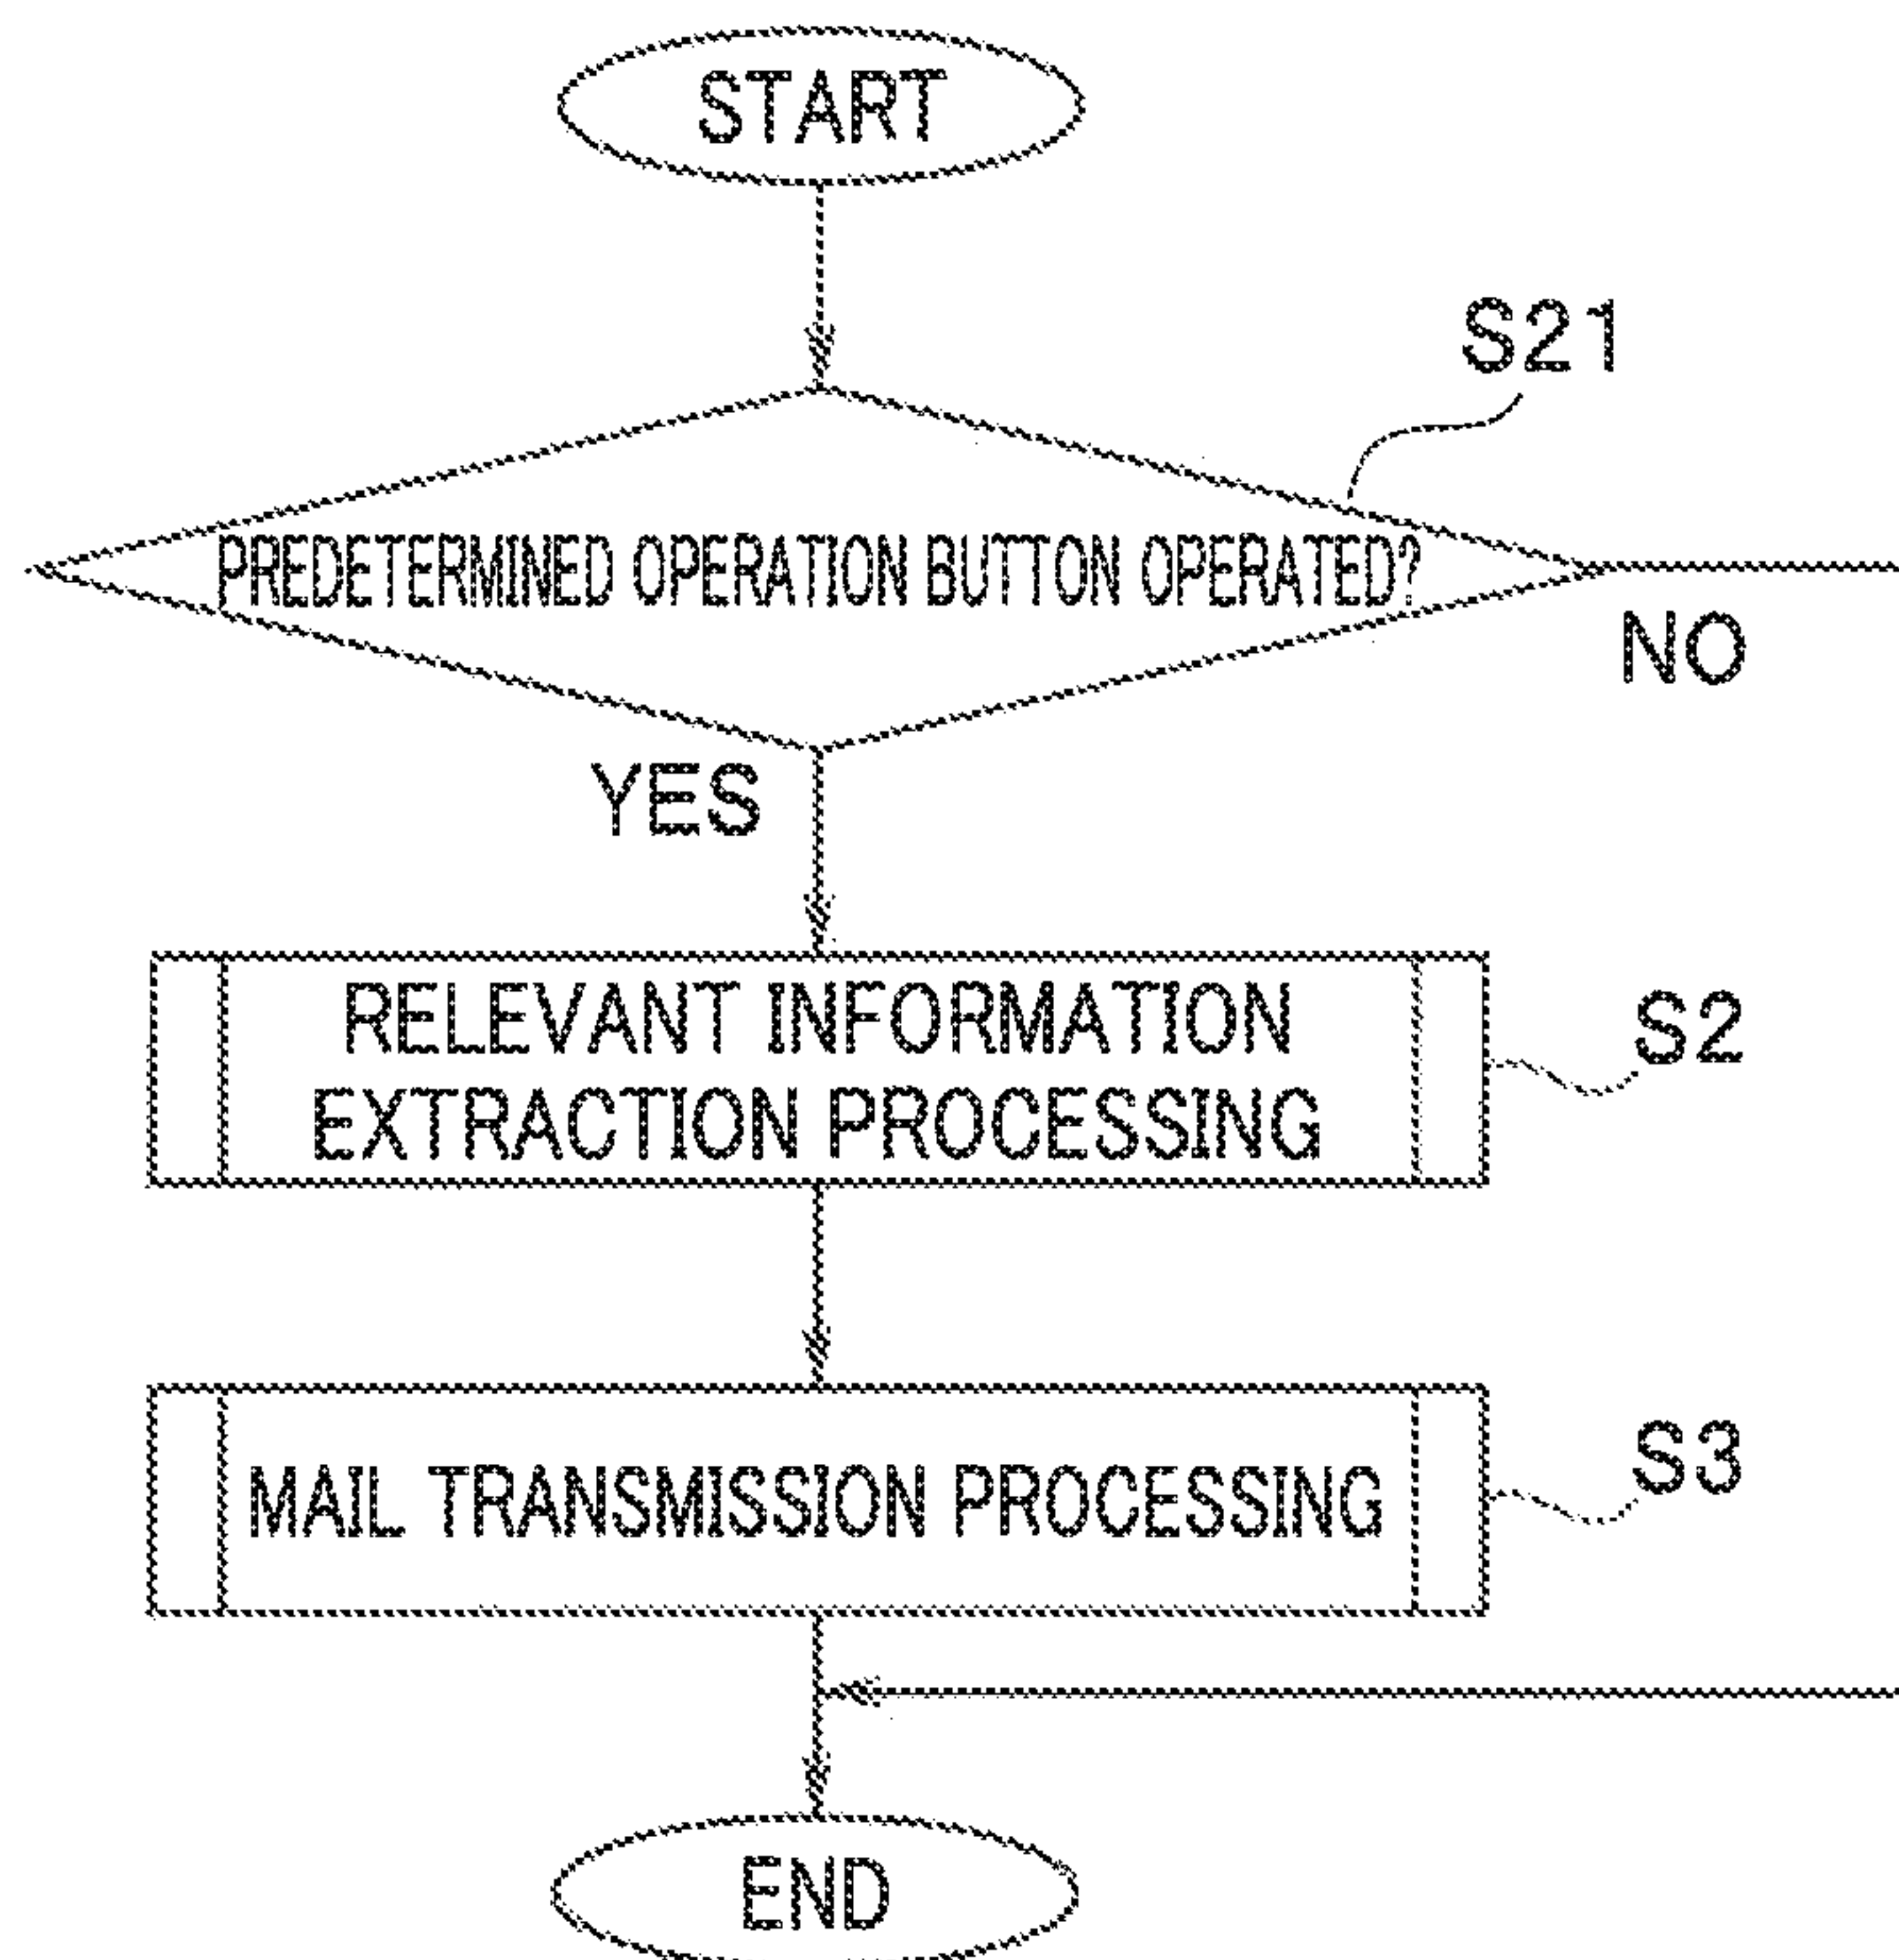 START
S21
PREDETERMINED OPERATION BUTTON OPERATED?
NO
YES
RELEVANT INFORMATION
EXTRACTION PROCESSING
S2
MAIL TRANSMISSION PROCESSING
S3
END